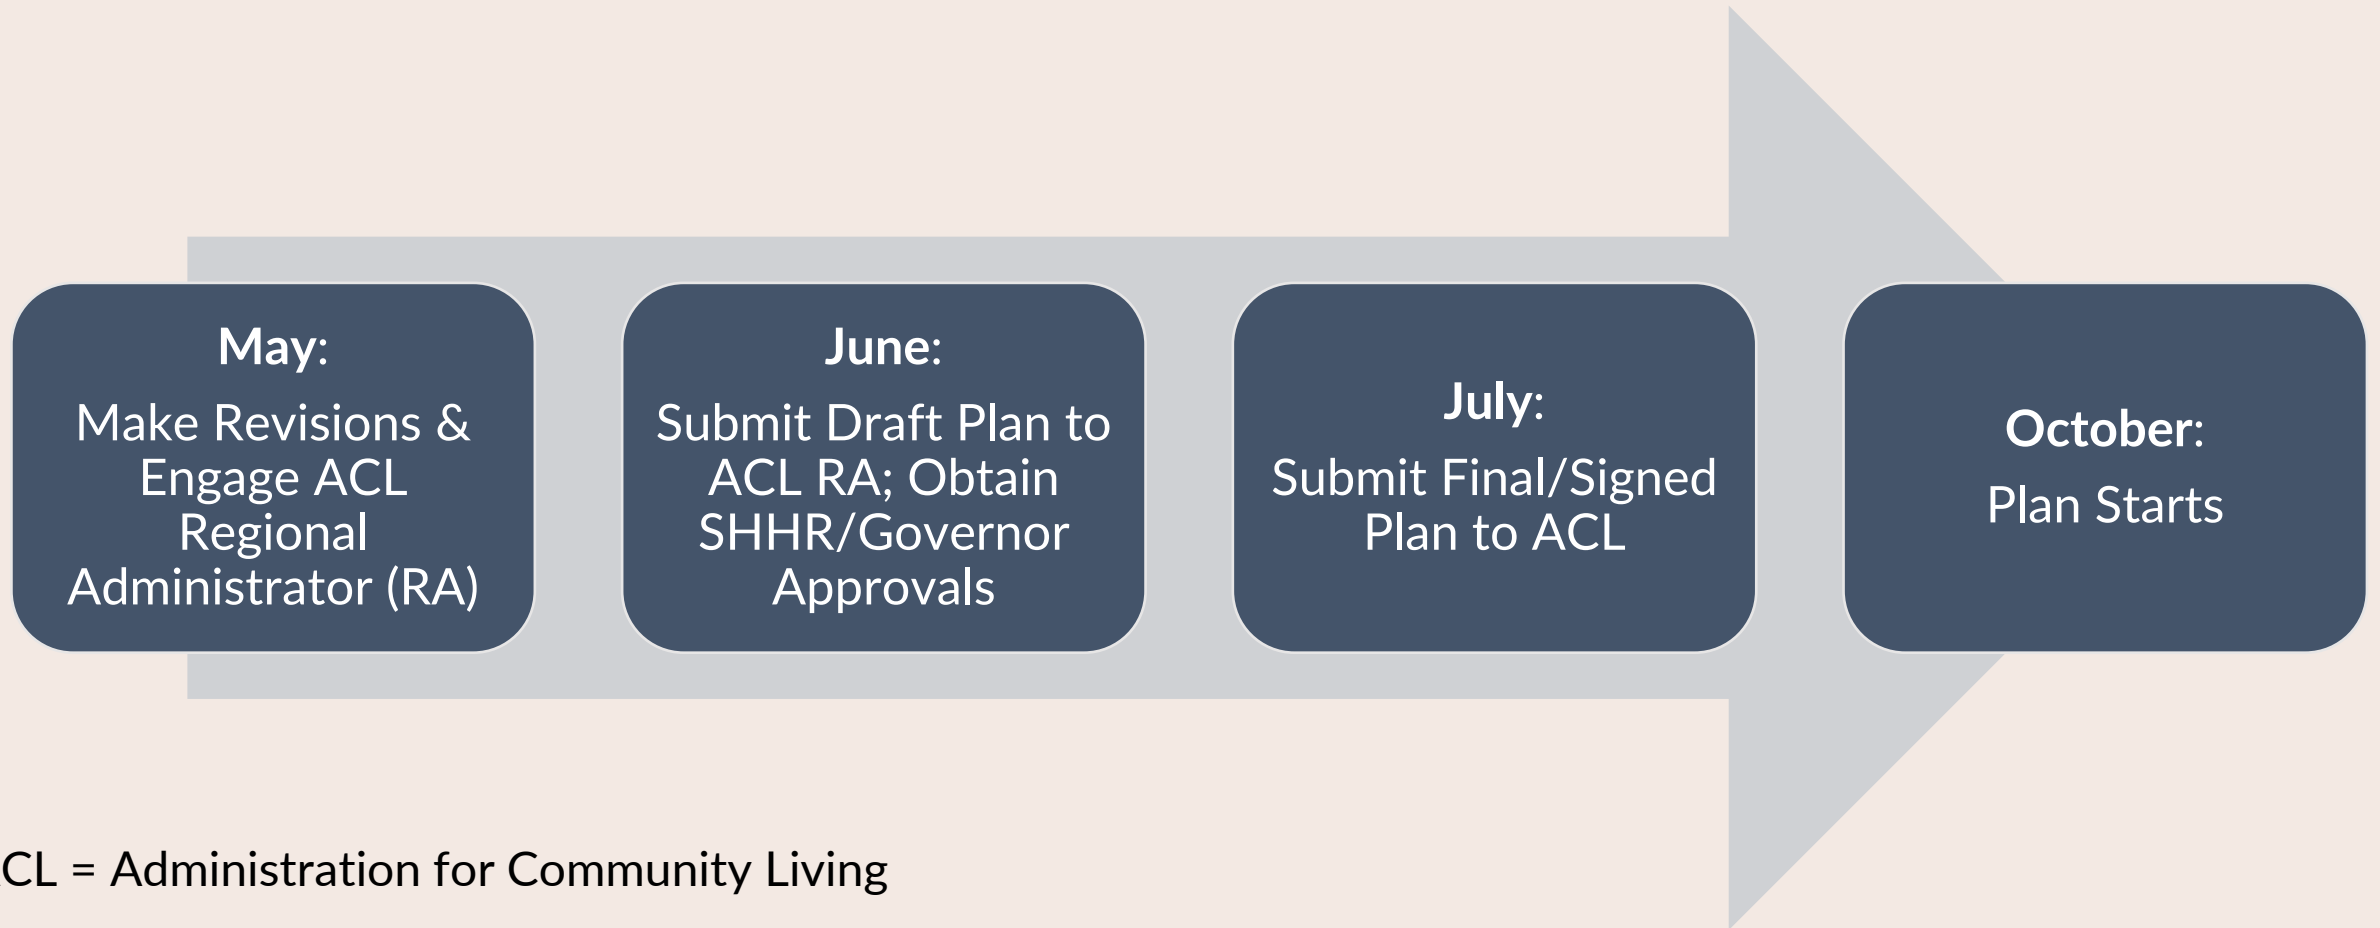 May:
Make Revisions &
Engage ACL
Regional
Administrator (RA)
June:
Submit Draft Plan to
ACL RA; Obtain
SHHR/Governor
Approvals
July:
Submit Final/Signed
Plan to ACL
October:
Plan Starts
CL = Administration for Community Living